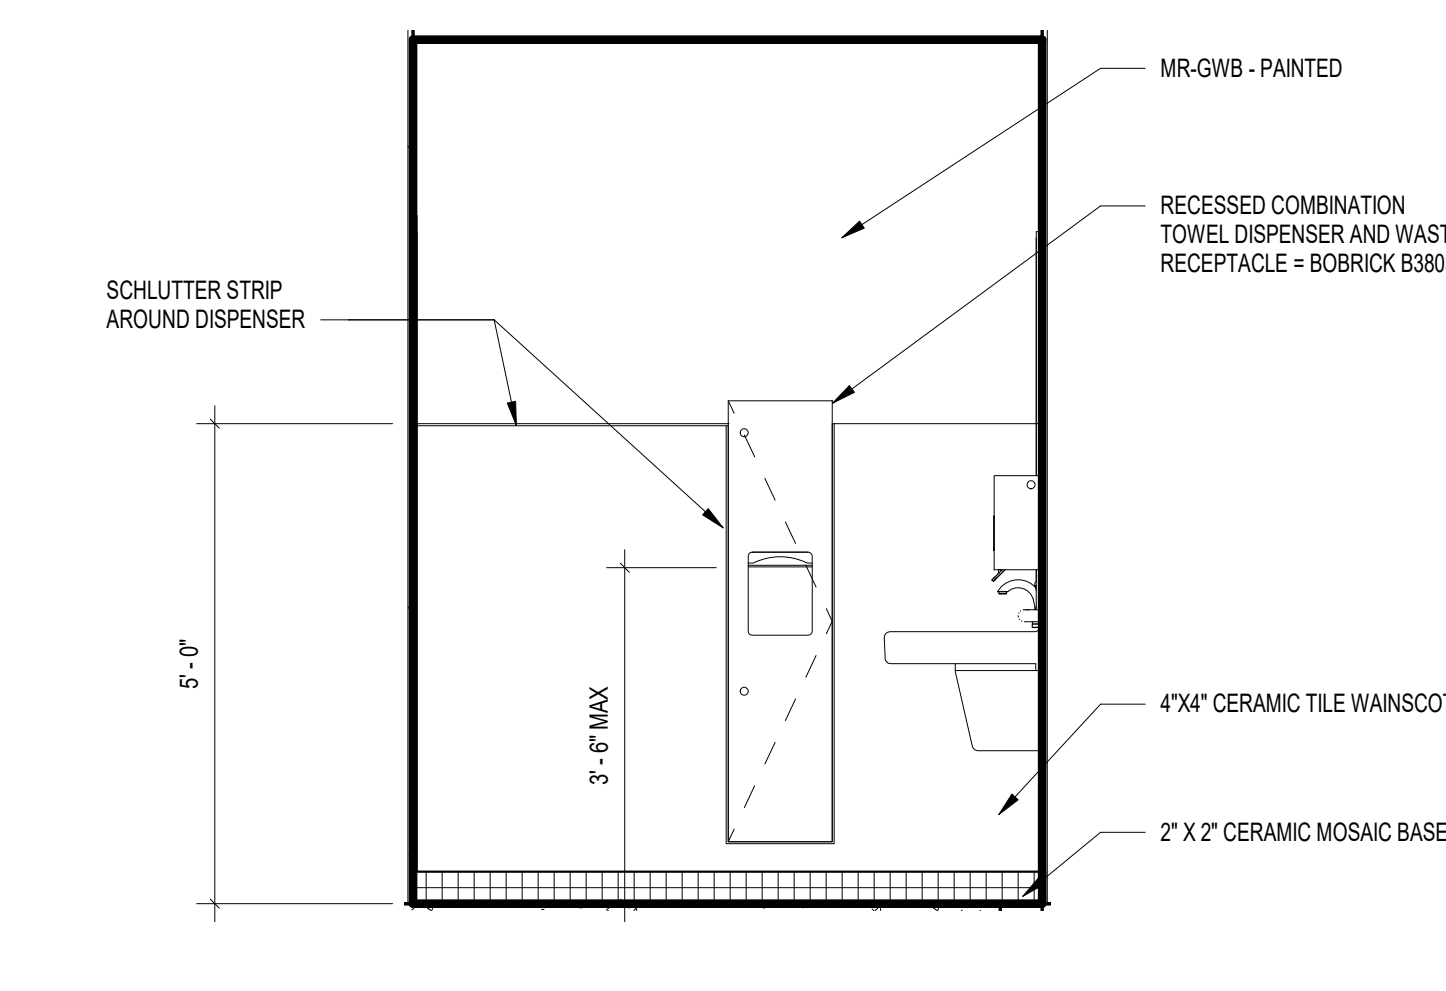 MR-GWB - PAINTED
RECESSED COMBINATION
TOWEL DISPENSER AND WAST
RECEPTACLE = BOBRICK B380
SCHLUTTER STRIP
AROUND DISPENSER
5' - 0"
3' - 6" MAX
4"X4" CERAMIC TILE WAINSCOT
2" X 2" CERAMIC MOSAIC BASE